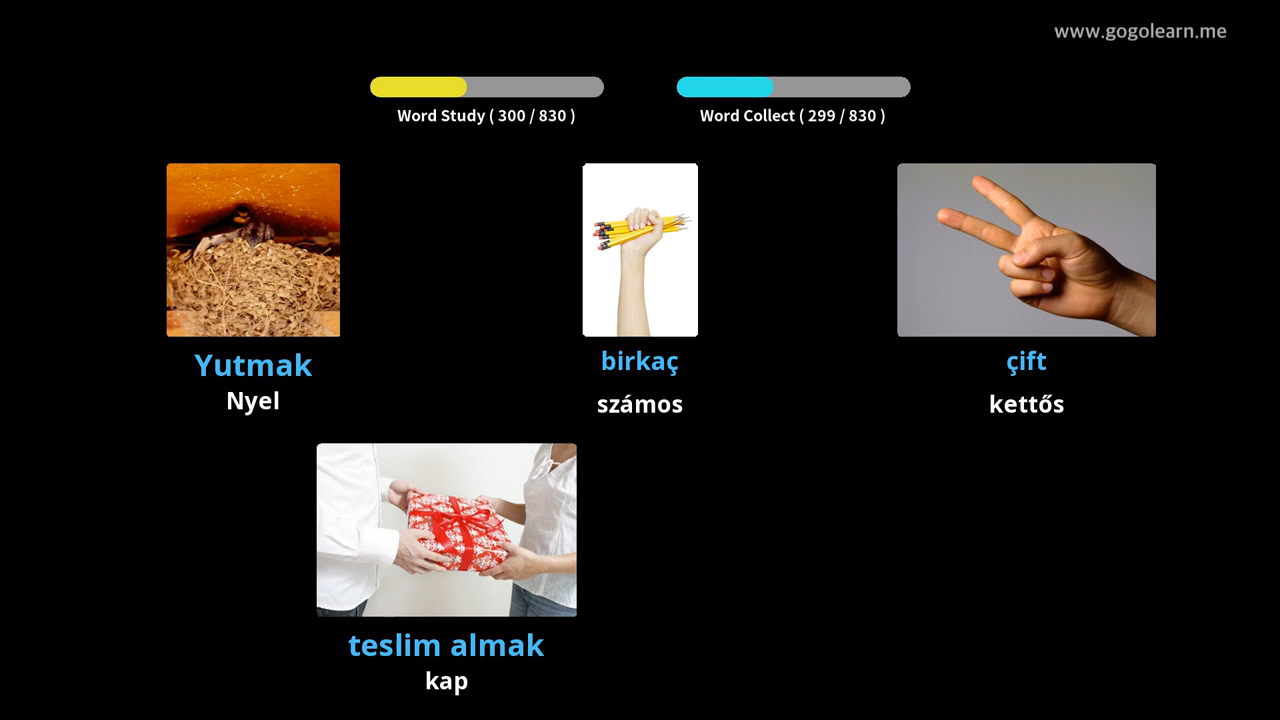 www.gogolearn.me
Word Study ( 300 / 830 )
Word Collect ( 299 / 830 )
Yutmak
Nyel
birkaç
számos
çift
kettős
teslim almak
kap